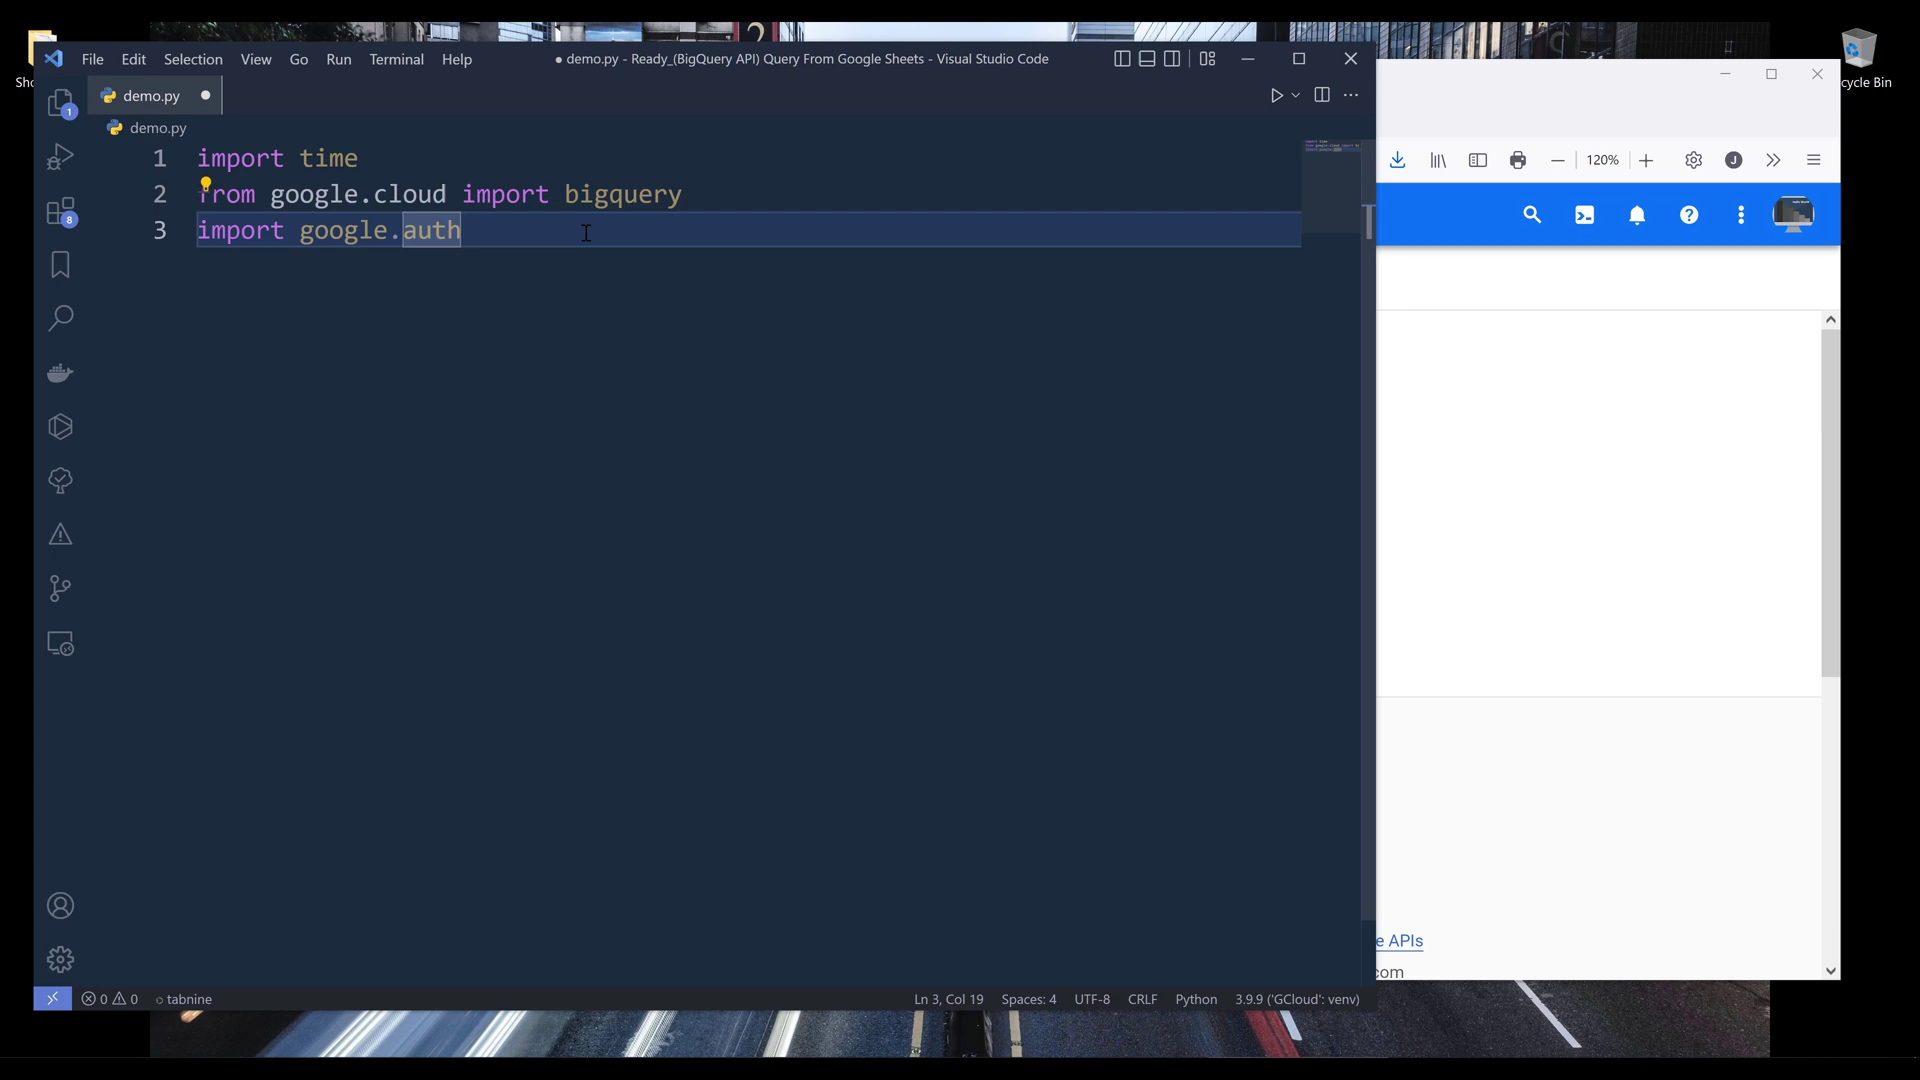 Sho
cycle Bin
File Edit Selection View Go Run Terminal Help
● demo.py - Ready_(BigQuery API) Query From Google Sheets - Visual Studio Code
demo.py
demo.py
1 import time
2 from google.cloud import bigquery
3 import google.auth
1
8
120%
J
e APIs
com
0 0 tabnine
Ln 3, Col 19 Spaces: 4 UTF-8 CRLF Python 3.9.9 ('GCloud': venv)